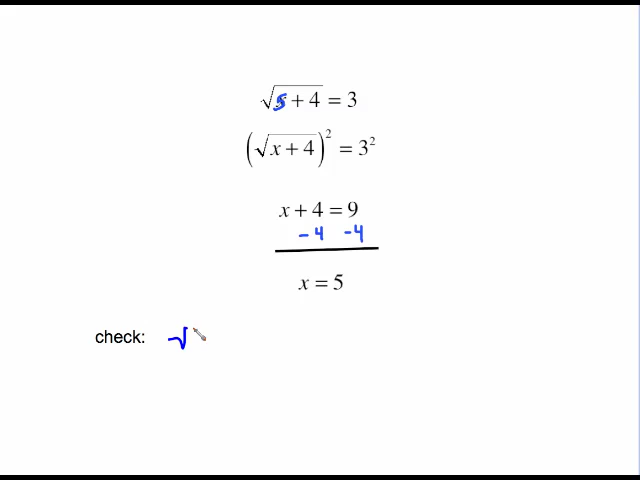 √5 + 4 = 3
(√x + 4)² = 3²
x + 4 = 9
-4 -4
x = 5
check: √